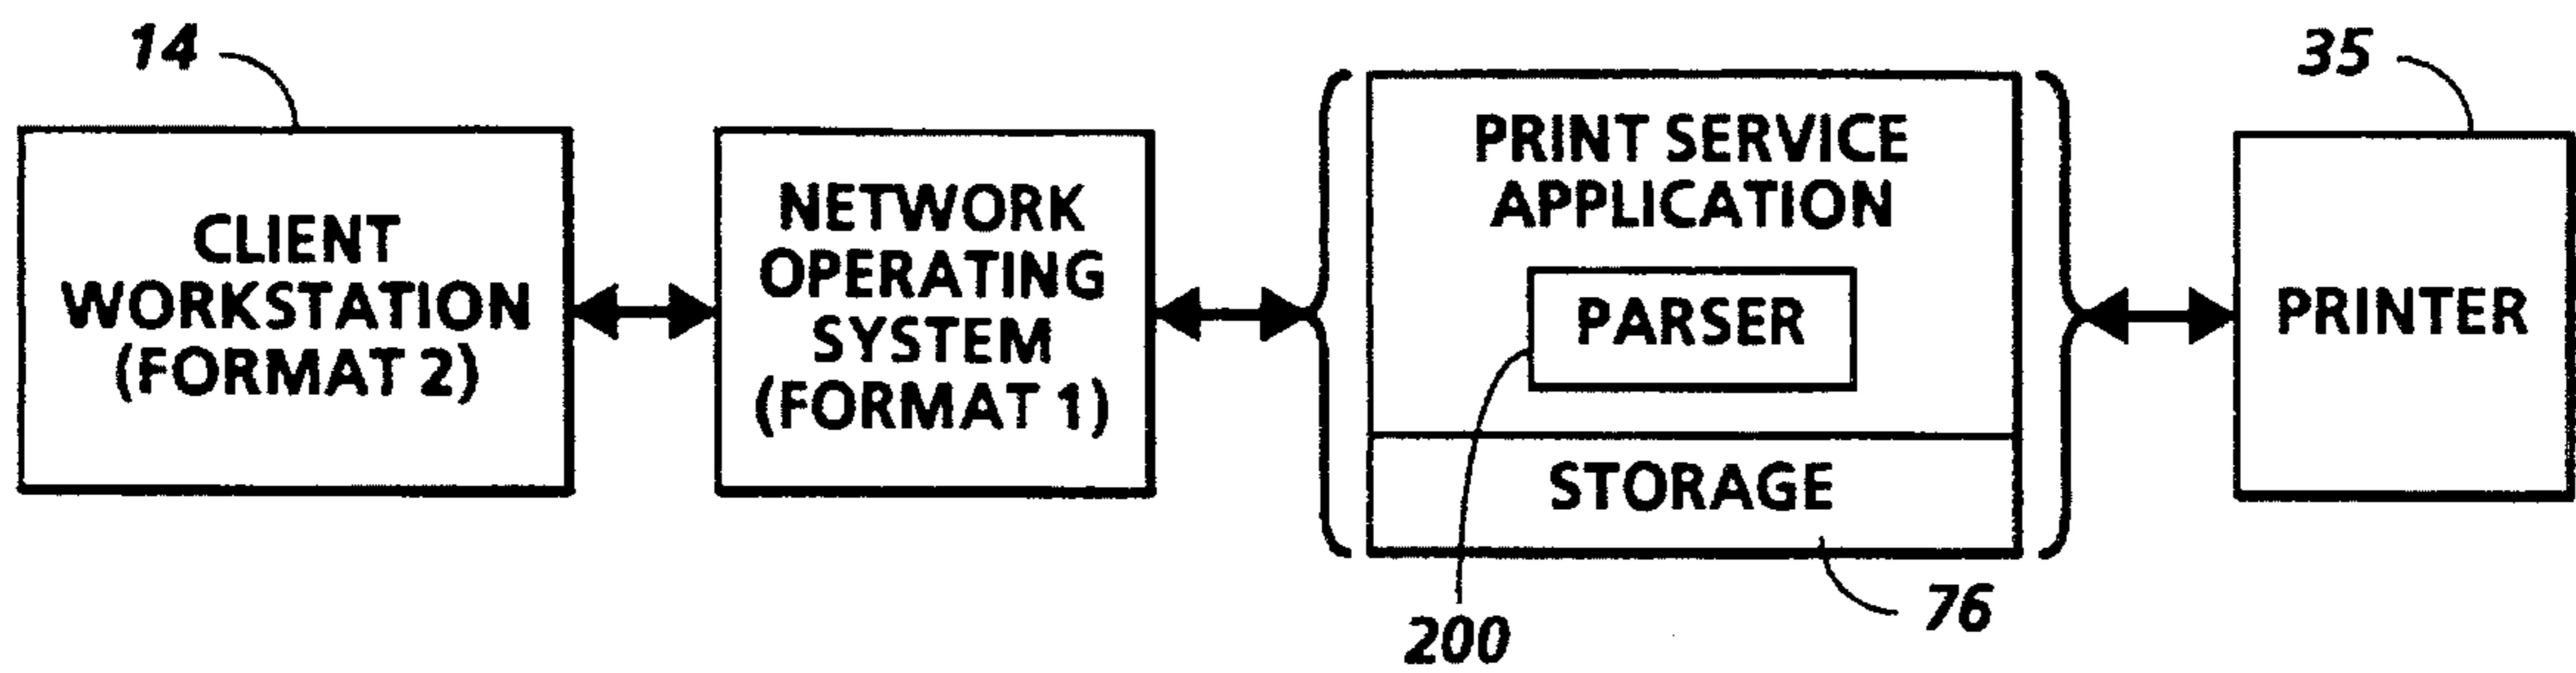 14
CLIENT
WORKSTATION
(FORMAT 2)
NETWORK
OPERATING
SYSTEM
(FORMAT 1)
PRINT SERVICE
APPLICATION
PARSER
200
STORAGE
76
35
PRINTER